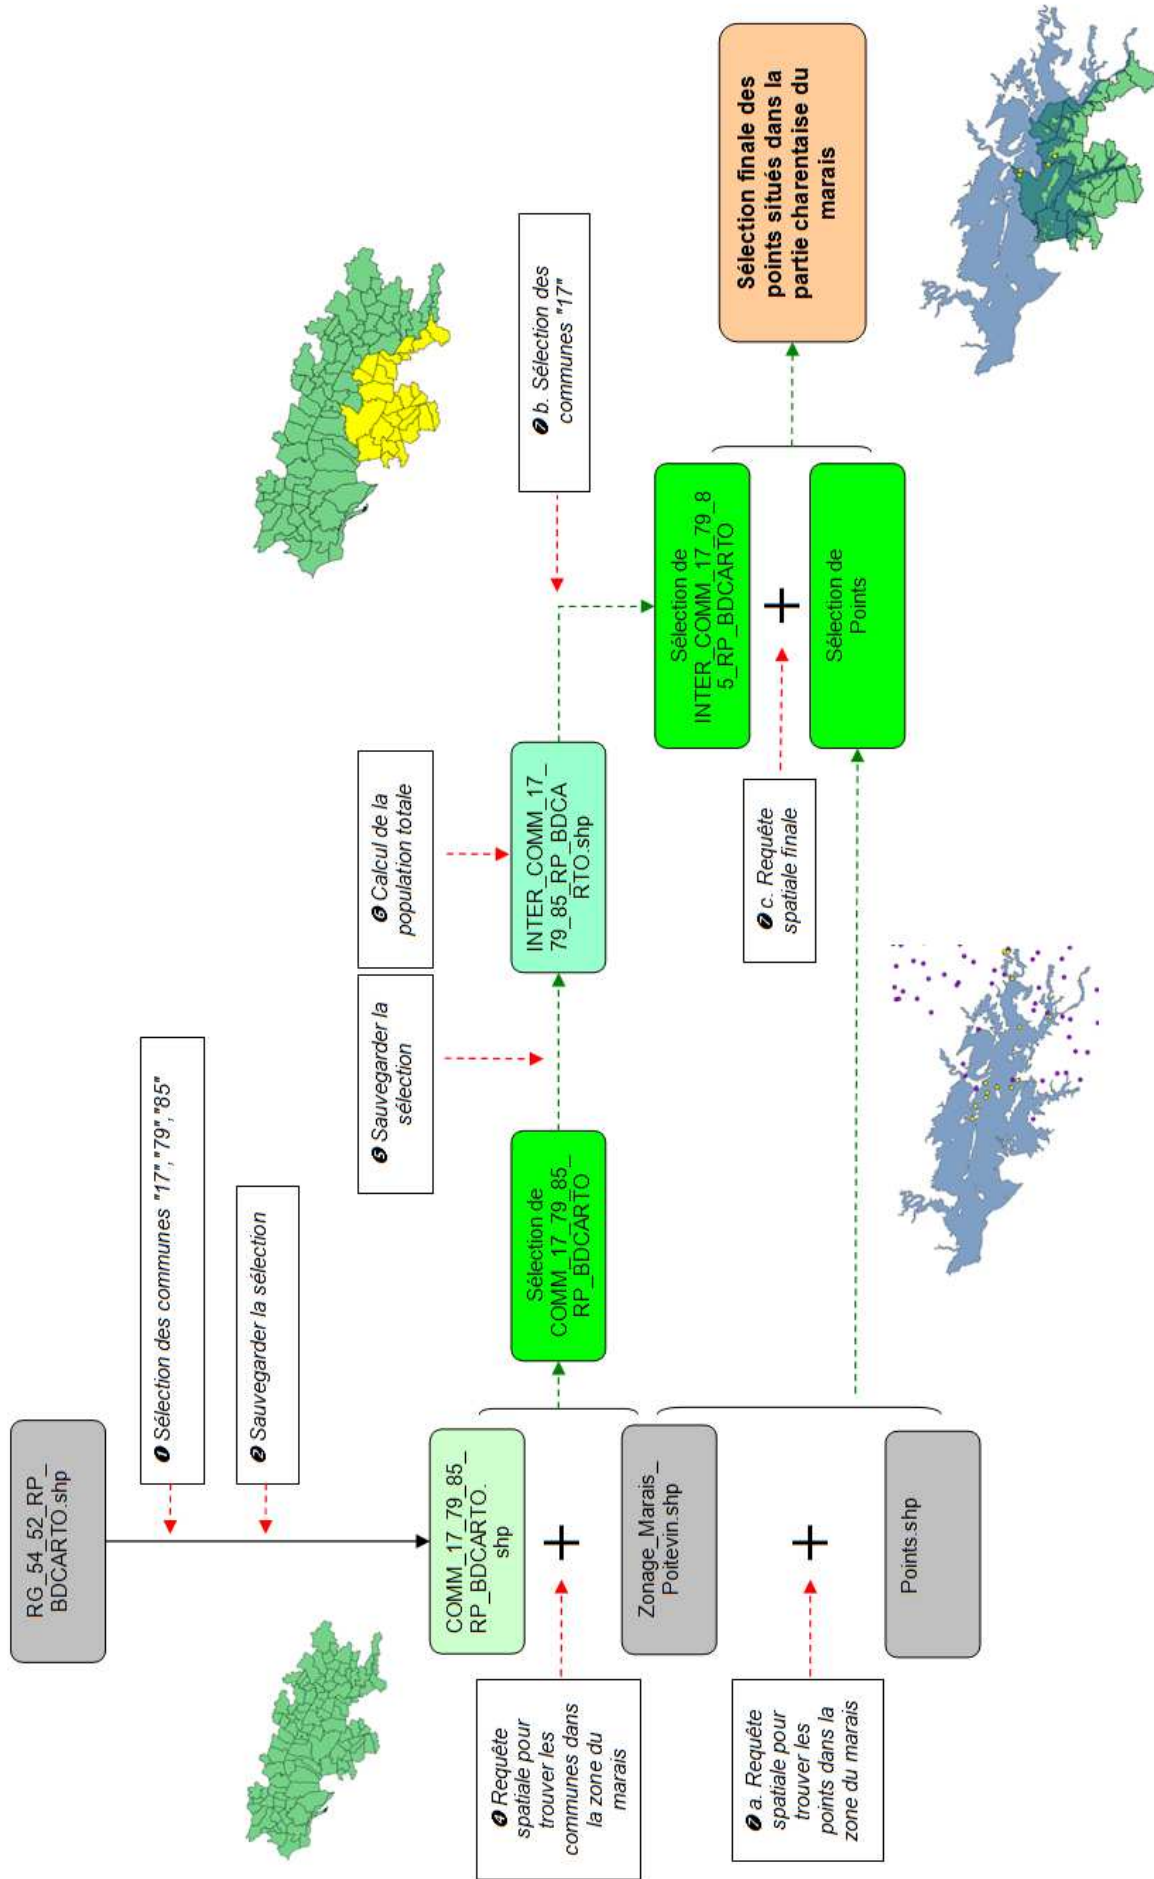 RG_54_52_RP_
BDCARTO.shp
❶ Sélection des communes "17","79","85"
❷ Sauvegarder la sélection
COMM_17_79_85_
RP_BDCARTO.
shp
❹ Requête
spatiale pour
trouver les
communes dans
la zone du
marais
Zonage_Marais_
Poitevin.shp
❼ a. Requête
spatiale pour
trouver les
points dans la
zone du marais
Points.shp
Sélection de
COMM_17_79_85_
RP_BDCARTO
❺ Sauvegarder la
sélection
❻ Calcul de la
population totale
INTER_COMM_17_
79_85_RP_BDCA
RTO.shp
❼ b. Sélection des
communes "17"
Sélection de
INTER_COMM_17_79_8
5_RP_BDCARTO
❼ c. Requête
spatiale finale
Sélection de
Points
Sélection finale des
points situés dans la
partie charentaise du
marais